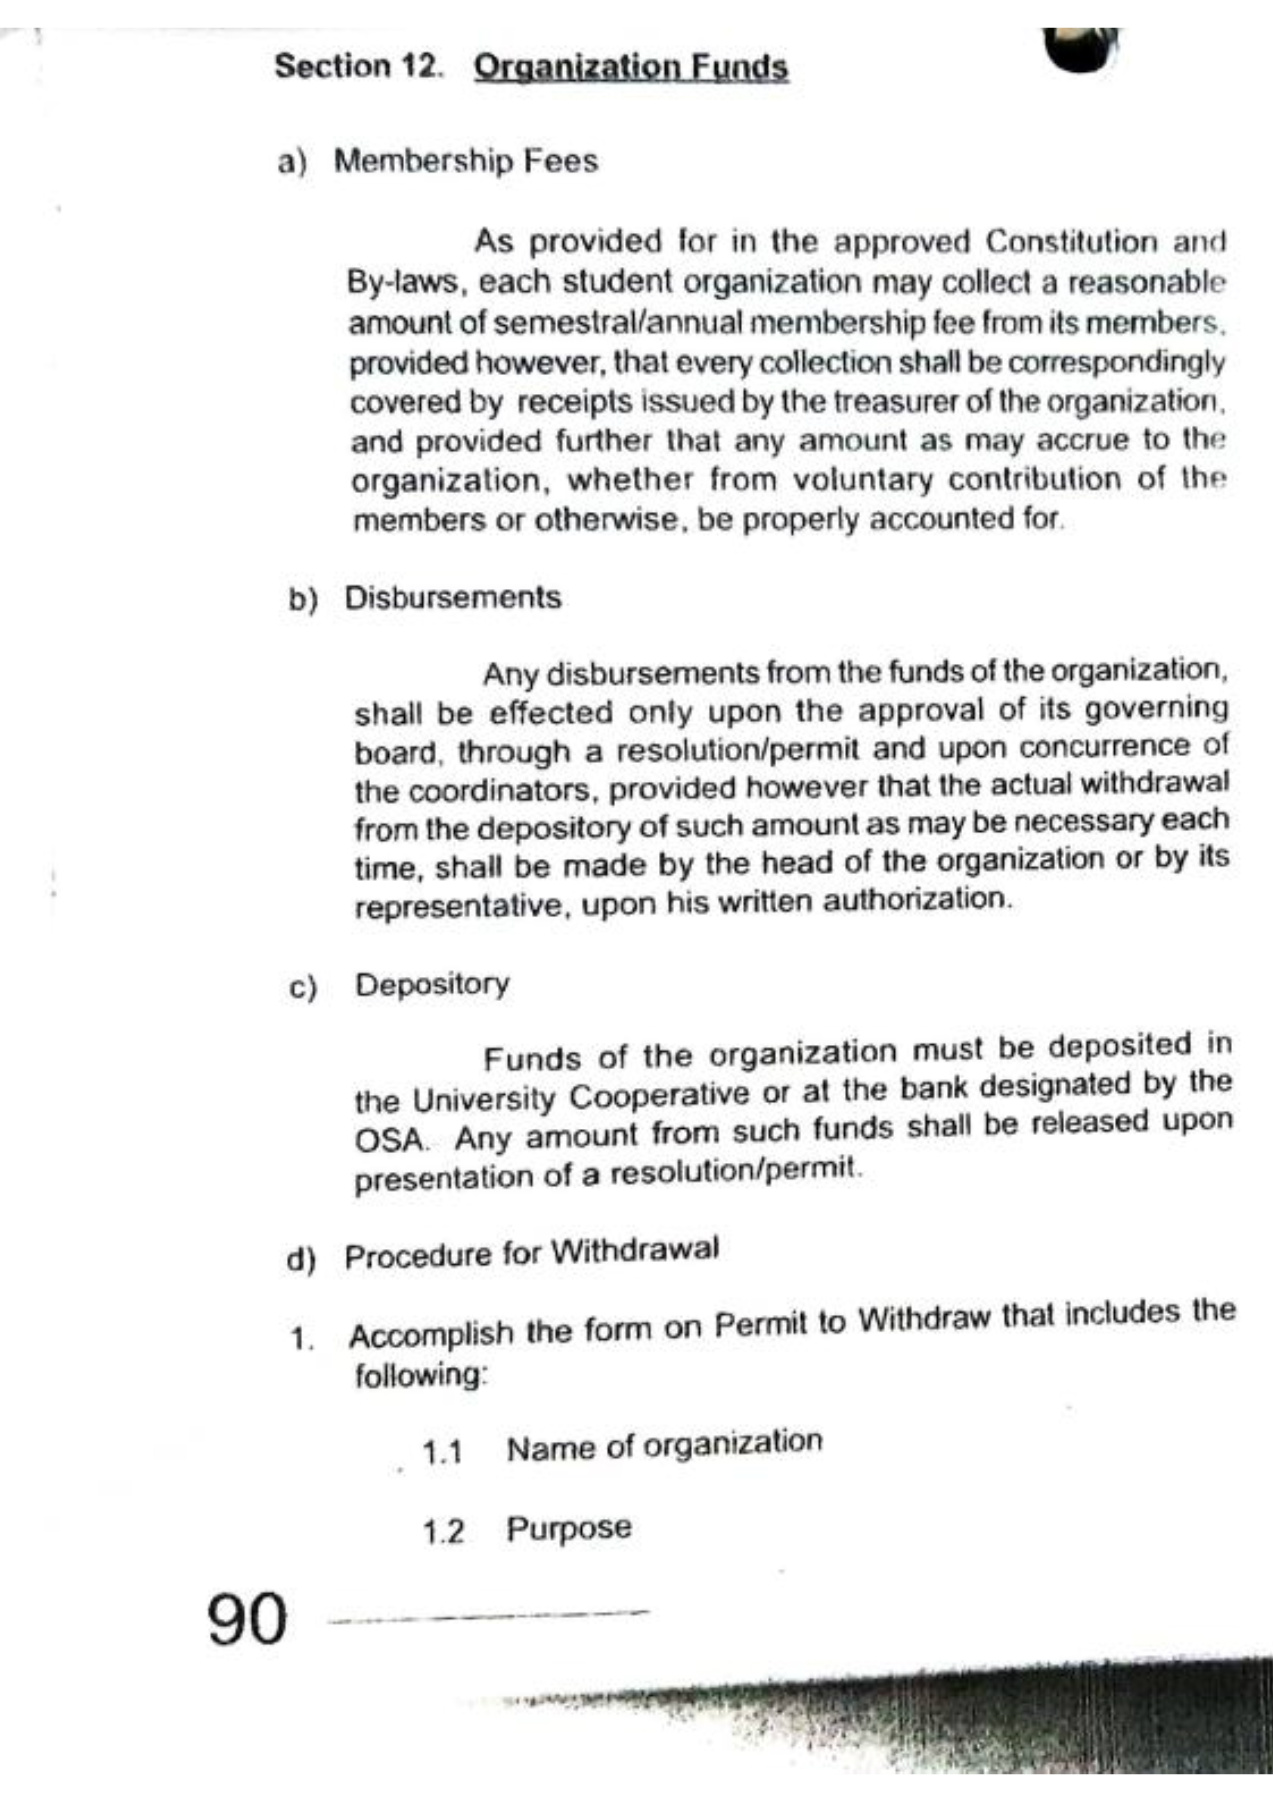 Section 12. Organization Funds
a) Membership Fees
As provided for in the approved Constitution and
By-laws, each student organization may collect a reasonable
amount of semestral/annual membership fee from its members,
provided however, that every collection shall be correspondingly
covered by receipts issued by the treasurer of the organization,
and provided further that any amount as may accrue to the
organization, whether from voluntary contribution of the
members or otherwise, be properly accounted for.
b) Disbursements
Any disbursements from the funds of the organization,
shall be effected only upon the approval of its governing
board, through a resolution/permit and upon concurrence of
the coordinators, provided however that the actual withdrawal
from the depository of such amount as may be necessary each
time, shall be made by the head of the organization or by its
representative, upon his written authorization.
c) Depository
Funds of the organization must be deposited in
the University Cooperative or at the bank designated by the
OSA. Any amount from such funds shall be released upon
presentation of a resolution/permit.
d) Procedure for Withdrawal
1. Accomplish the form on Permit to Withdraw that includes the
following:
1.1 Name of organization
1.2 Purpose
90